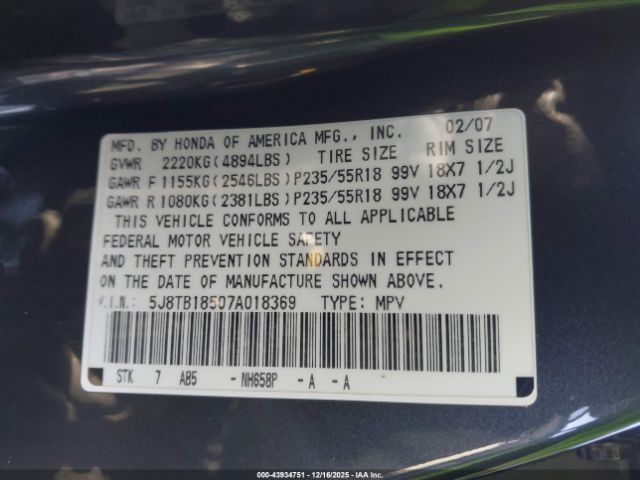 MFD. BY HONDA OF AMERICA MFG., INC. 02/07
GVWR 2220KG(4894LBS) TIRE SIZE RIM SIZE
GAWR F 1155KG(2546LBS)P235/55R18 99V 18X7 1/2J
GAWR R 1080KG(2381LBS)P235/55R18 99V 18X7 1/2J
THIS VEHICLE CONFORMS TO ALL APPLICABLE
FEDERAL MOTOR VEHICLE SAFETY
AND THEFT PREVENTION STANDARDS IN EFFECT
ON THE DATE OF MANUFACTURE SHOWN ABOVE.
V.I.N.: 5J8TB18507A018369 TYPE: MPV
STK 7 AB5 -NH658P -A -A
000-43934751 - 12/16/2025 - IAA Inc.